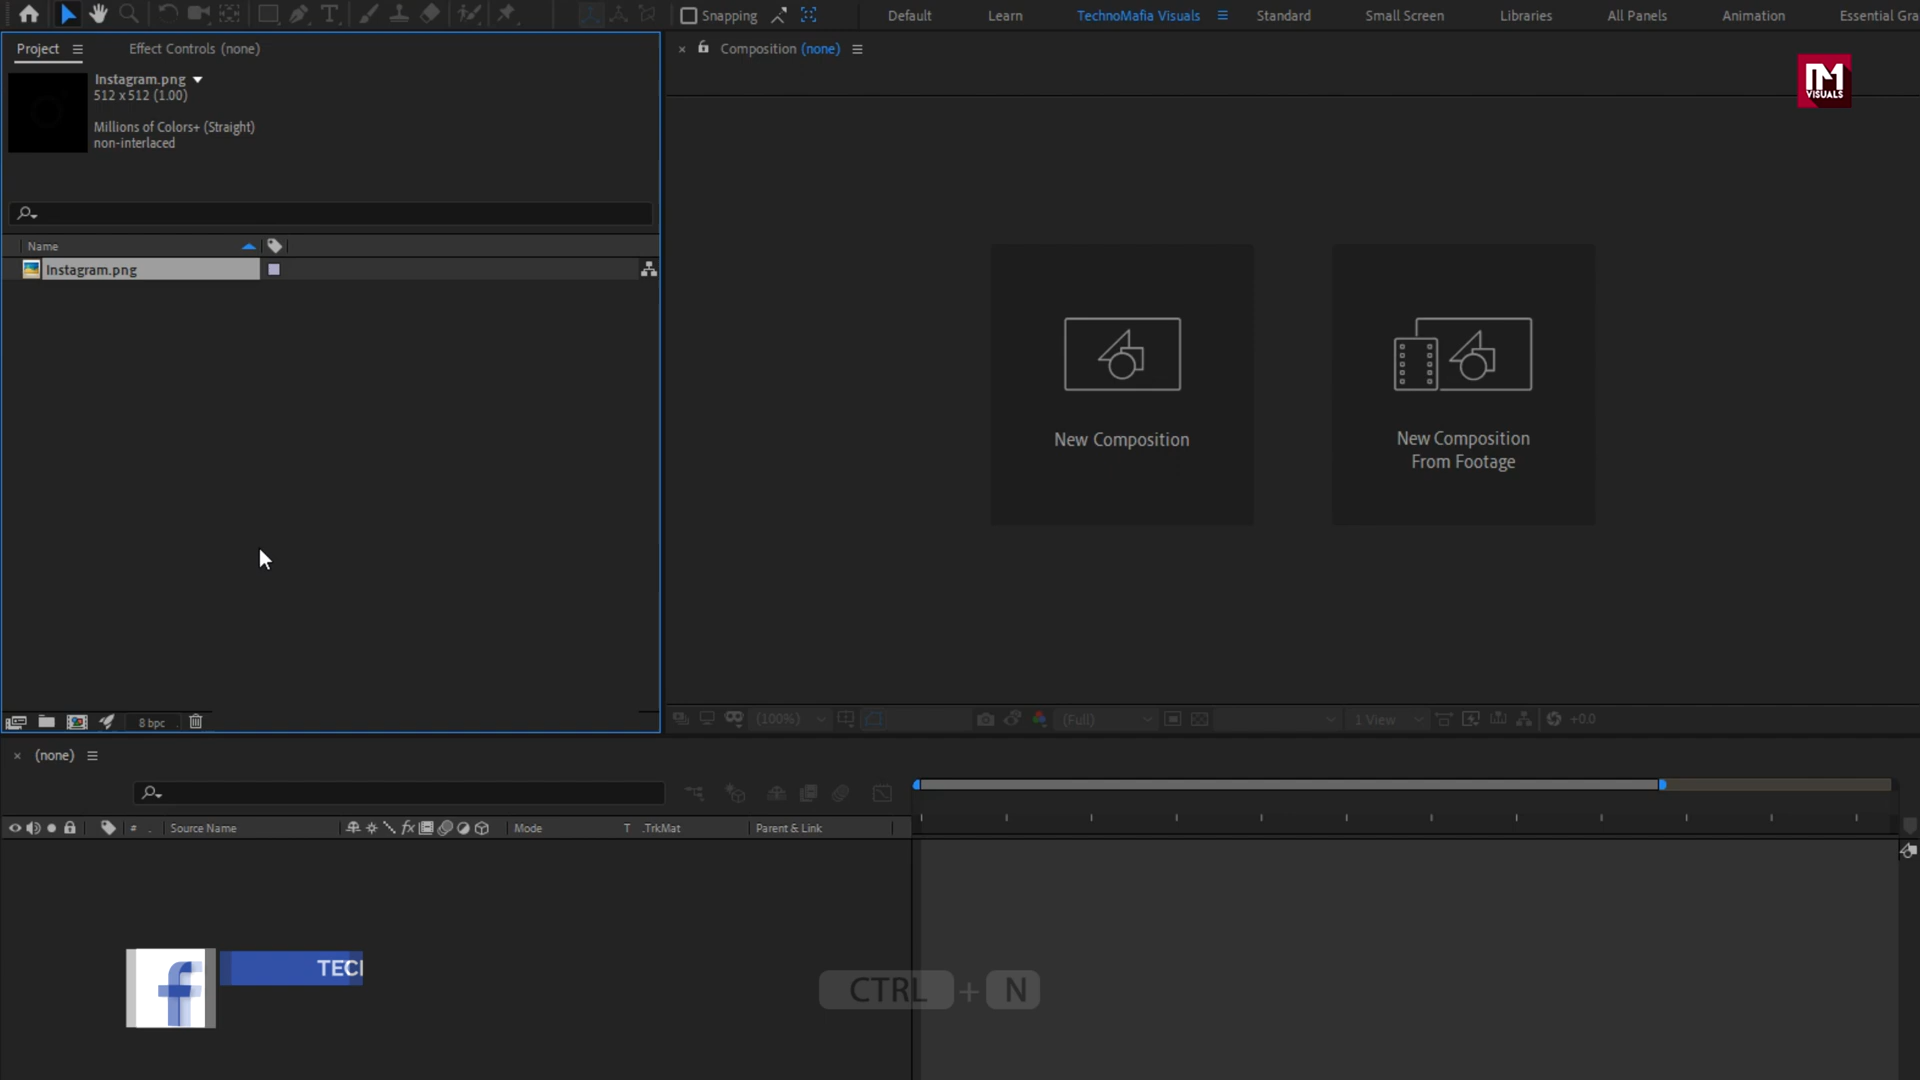 Snapping
Default
Learn
TechnoMafia Visuals
Standard
Small Screen
Libraries
All Panels
Animation
Essential Gra
Project
Effect Controls (none)
Composition (none)
Instagram.png
512 x 512 (1.00)
Millions of Colors+ (Straight)
non-interlaced
TM
VISUALS
Name
Instagram.png
New Composition
New Composition
From Footage
8 bpc
(100%)
(Full)
1 View
+0.0
(none)
#
.
Source Name
fx
Mode
T
.TrkMat
Parent & Link
f
TECH
CTRL + N